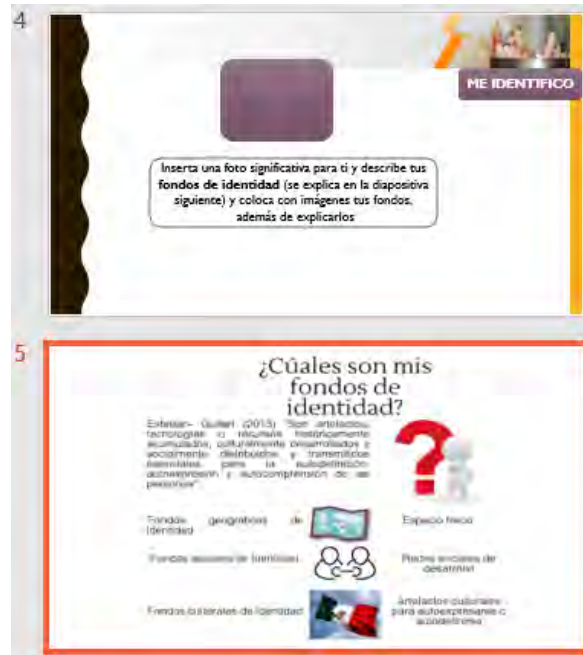 4
ME IDENTIFICO
Inserta una foto significativa para ti y describe tus
fondos de identidad (se explica en la diapositiva
siguiente) y coloca con imágenes tus fondos,
además de explicarlos
5
¿Cûales son mis
fondos de
identidad?
(2015) "Son artefactos,
tecnologías o recursos históricamente
acumulados, culturalmente desarrollados y
socialmente distribuidos y transmitidos
esenciales para la autodefinición,
autoexpresión y autocomprensión de las
personas"
Fondos geográficos de
Identidad
Espacio físico
Fondos sociales de Identidad
Redes sociales de
desarrollo
Fondos culturales de Identidad
Artefactos culturales
para autoexpresarse o
autodefinirse